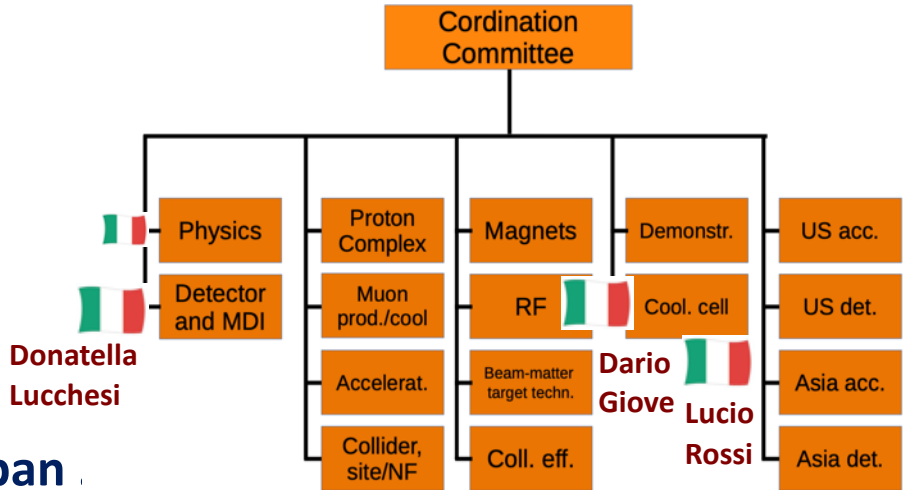 Cordination
Committee
Physics
Detector
and MDI
Donatella
Lucchesi
Proton
Complex
Muon
prod./cool
Accelerat.
Collider,
site/NF
Magnets
RF
Beam-matter
target techn.
Coll. eff.
Demonstr.
Cool. cell
Dario
Giove
Lucio
Rossi
US acc.
US det.
Asia acc.
Asia det.